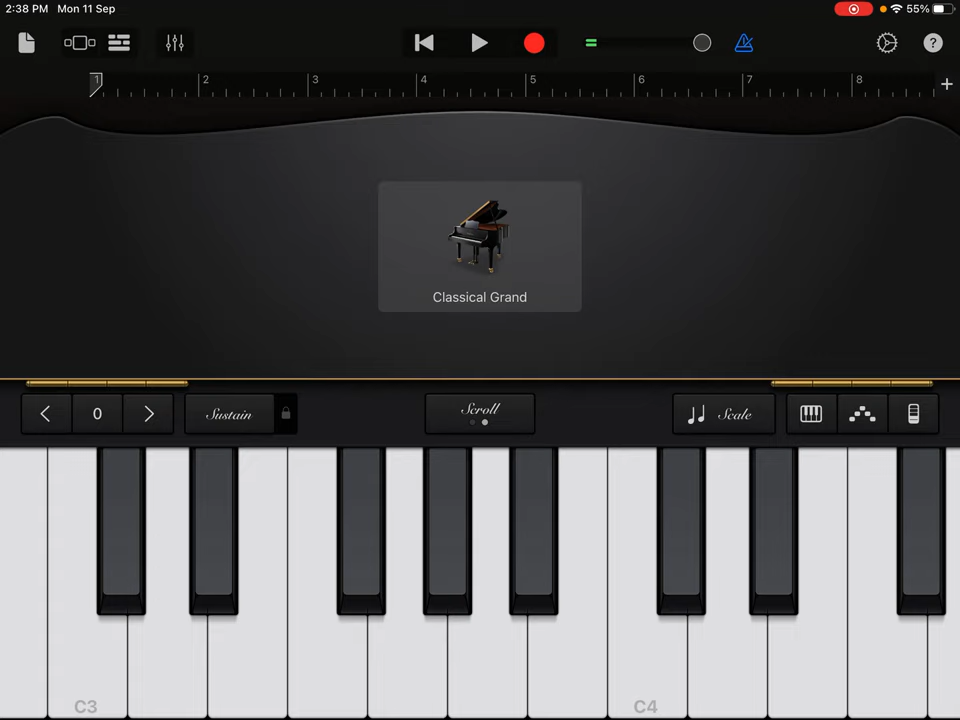 2:38 PM Mon 11 Sep 55%
1 2 3 4 5 6 7 8 +
Classical Grand
0 Sustain Scroll Scale
C3 C4